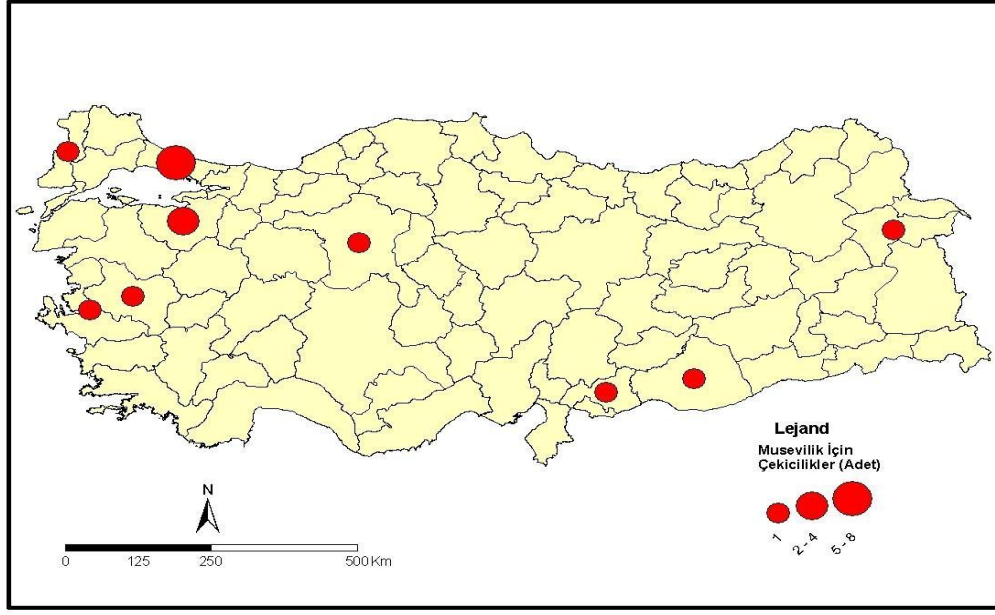 Lejand
Musevilik İçin
Çekicilikler (Adet)
1
2 - 4
5 - 8
N
0 125 250 500 Km